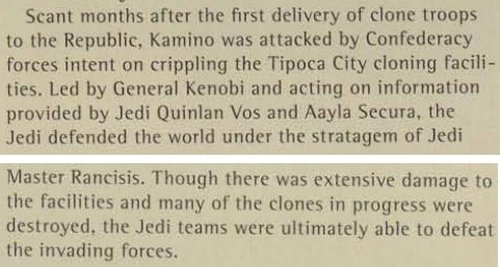 Scant months after the first delivery of clone troops
to the Republic, Kamino was attacked by Confederacy
forces intent on crippling the Tipoca City cloning facili-
ties. Led by General Kenobi and acting on information
provided by Jedi Quinlan Vos and Aayla Secura, the
Jedi defended the world under the stratagem of Jedi
Master Rancisis. Though there was extensive damage to
the facilities and many of the clones in progress were
destroyed, the Jedi teams were ultimately able to defeat
the invading forces.